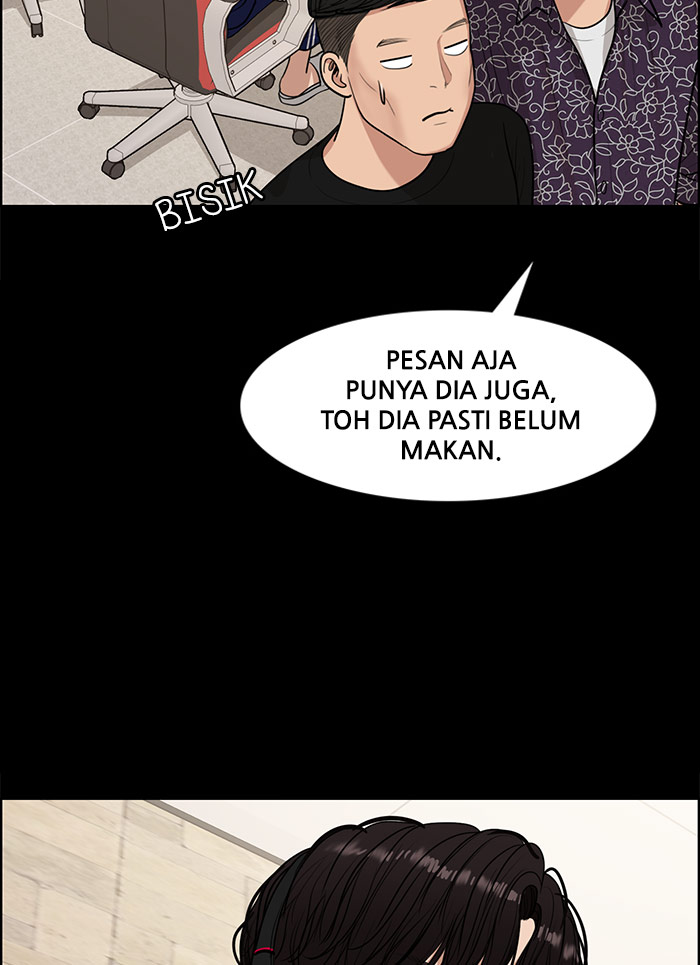 BISIK
PESAN AJA
PUNYA DIA JUGA,
TOH DIA PASTI BELUM
MAKAN.